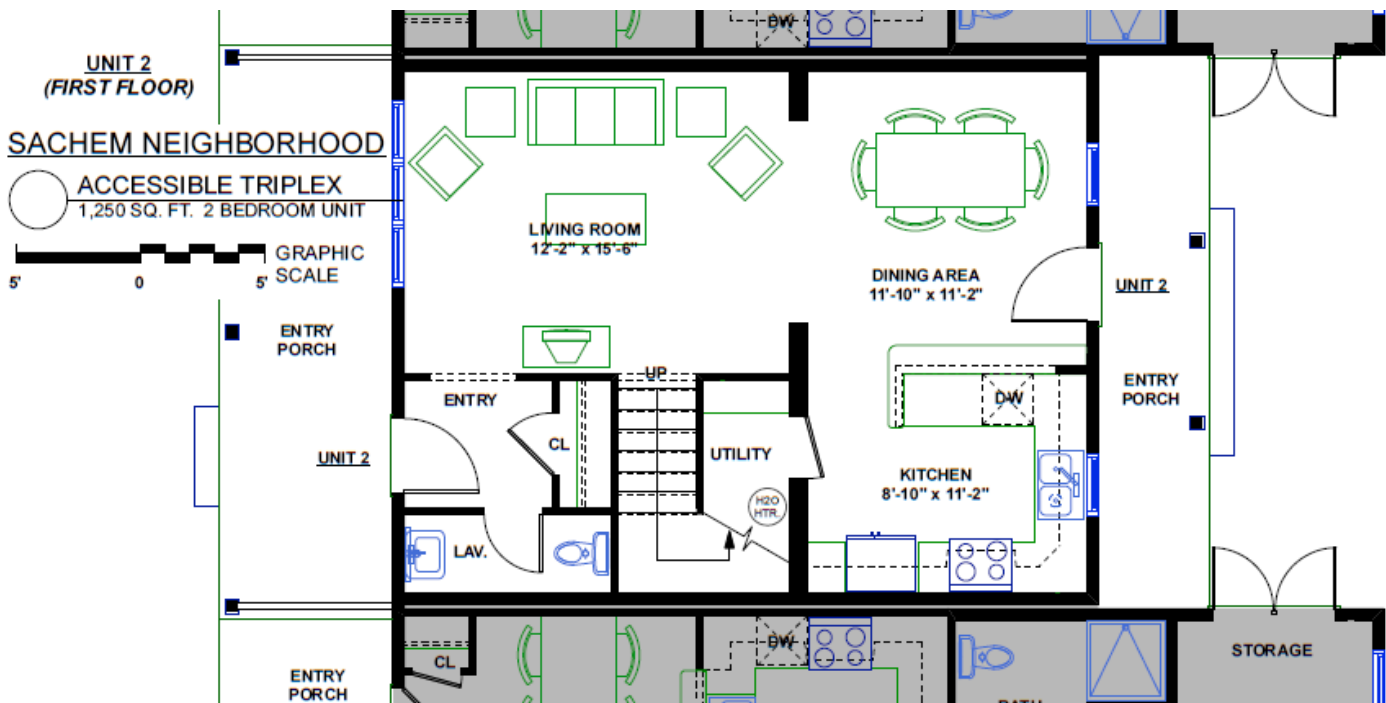 DW
UNIT 2
(FIRST FLOOR)
SACHEM NEIGHBORHOOD
ACCESSIBLE TRIPLEX
1,250 SQ. FT. 2 BEDROOM UNIT
GRAPHIC
SCALE
5'
0
5'
LIVING ROOM
12'-2" x 15'-6"
DINING AREA
11'-10" x 11'-2"
UNIT 2
ENTRY
PORCH
ENTRY
PORCH
UP
ENTRY
DW
CL
UNIT 2
UTILITY
KITCHEN
8'-10" x 11'-2"
H2O
HTR.
LAV.
DW
STORAGE
CL
ENTRY
PORCH
BATH